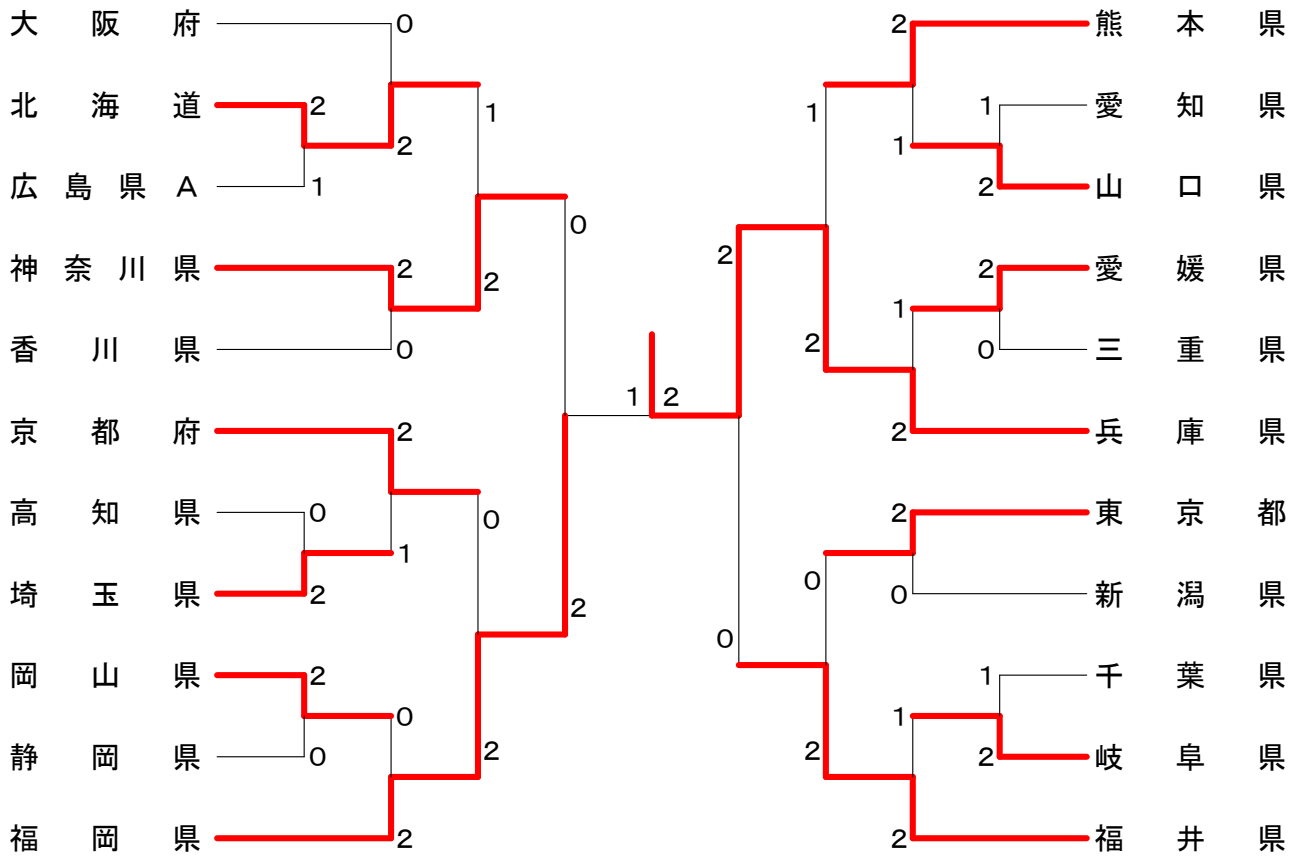 大阪府 0 2 熊本県
北海道 2 1 1 1 愛知県
2 1
広島県A 1 2 山口県
0 2
神奈川県 2 2 2 愛媛県
1
香川県 0 2 0 三重県
1 2
京都府 2 2 兵庫県
高知県 0 0 2 東京都
1 0
埼玉県 2 2 0 新潟県
0
岡山県 2 1 千葉県
0 1
静岡県 0 2 2 2 岐阜県
福岡県 2 2 福井県